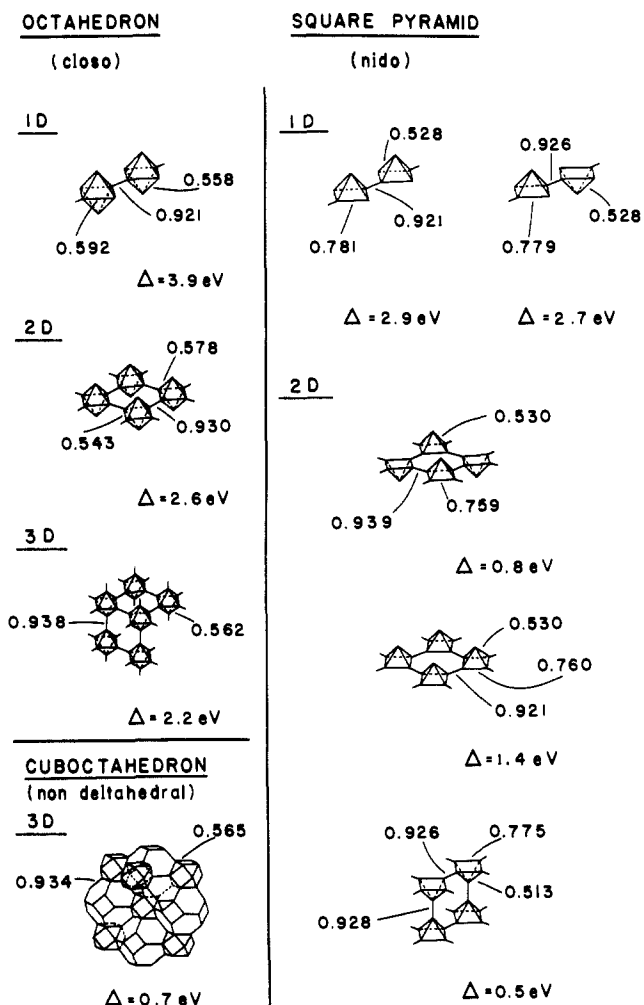 OCTAHEDRON
(closo)
1D
0.558
0.921
0.592
Δ = 3.9 eV
2D
0.578
0.543
0.930
Δ = 2.6 eV
3D
0.938
0.562
Δ = 2.2 eV
CUBOCTAHEDRON
(non deltahedral)
3D
0.565
0.934
Δ = 0.7 eV
SQUARE PYRAMID
(nido)
1D
0.528
0.926
0.921
0.528
0.781
0.779
Δ = 2.9 eV
Δ = 2.7 eV
2D
0.530
0.939
0.759
Δ = 0.8 eV
0.530
0.760
0.921
Δ = 1.4 eV
0.926
0.775
0.513
0.928
Δ = 0.5 eV